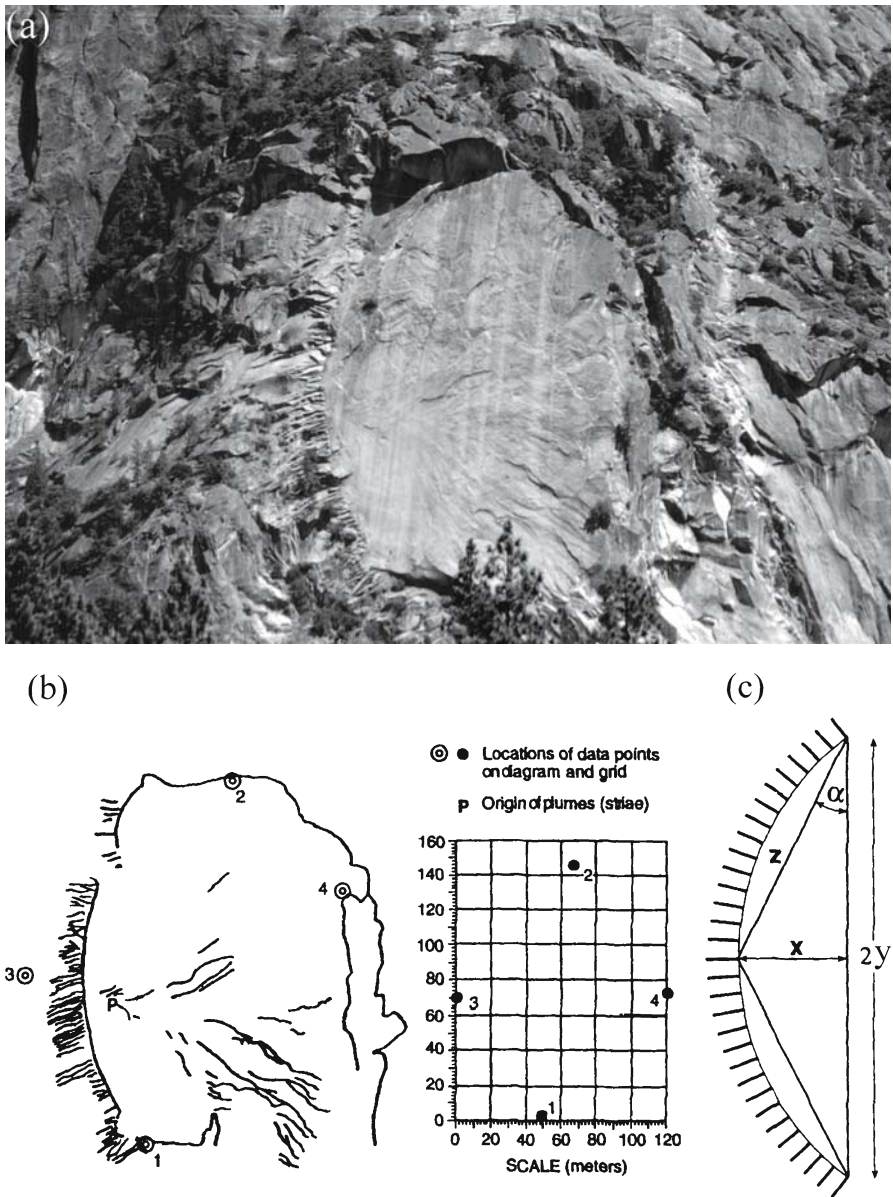 (a)
(b)
(c)
Locations of data points
on diagram and grid
P Origin of plumes (striae)
2
4
3
P
1
160
140
120
100
80
60
40
20
0
2
3
4
1
0 20 40 60 80 100 120
SCALE (meters)
α
z
x
2y